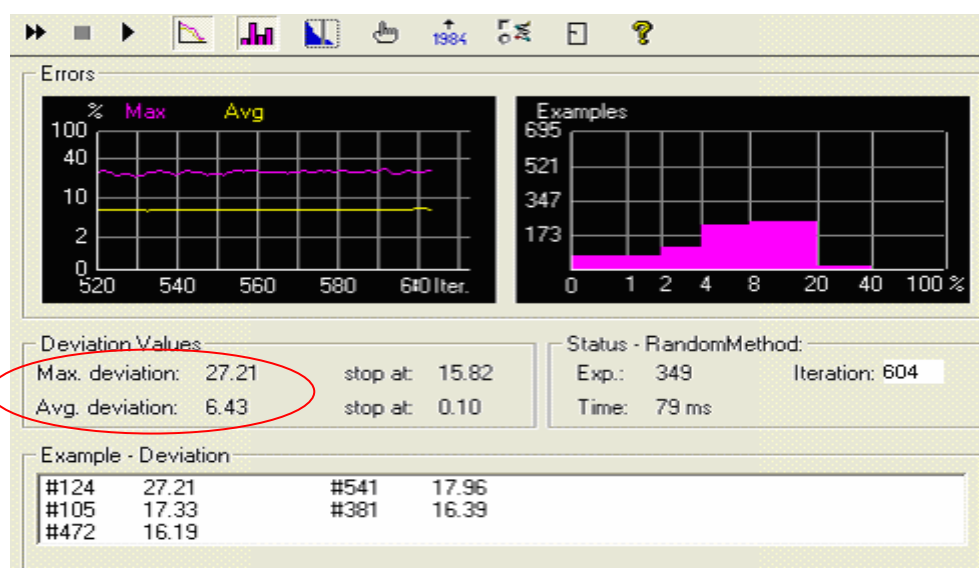 1984
Errors
% Max Avg
100
40
10
2
0
520 540 560 580 600 Iter.
Examples
695
521
347
173
0 1 2 4 8 20 40 100 %
Deviation Values
Max. deviation: 27.21 stop at: 15.82
Avg. deviation: 6.43 stop at: 0.10
Status - RandomMethod:
Exp.: 349 Iteration: 604
Time: 79 ms
Example - Deviation
#124 27.21 #541 17.96
#105 17.33 #381 16.39
#472 16.19